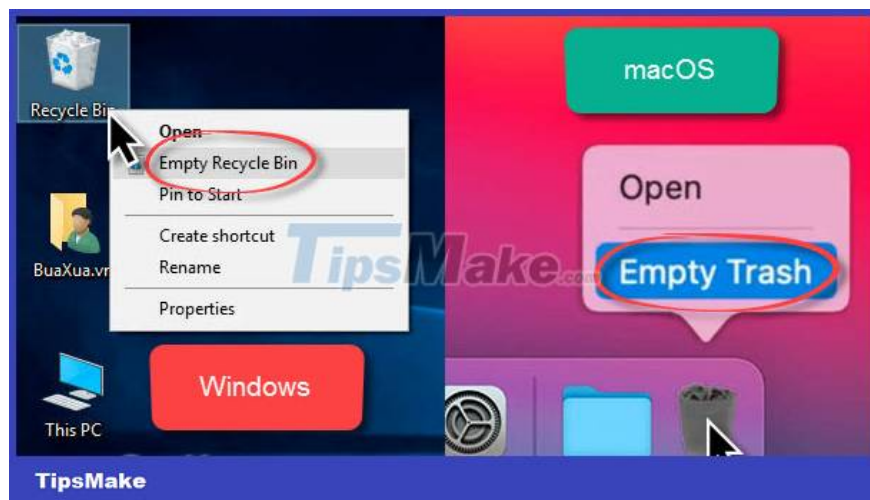 Recycle Bin
Open
Empty Recycle Bin
Pin to Start
Create shortcut
Rename
Properties
BuaXua.vn
This PC
Windows
macOS
Open
Empty Trash
TipsMake.com
TipsMake